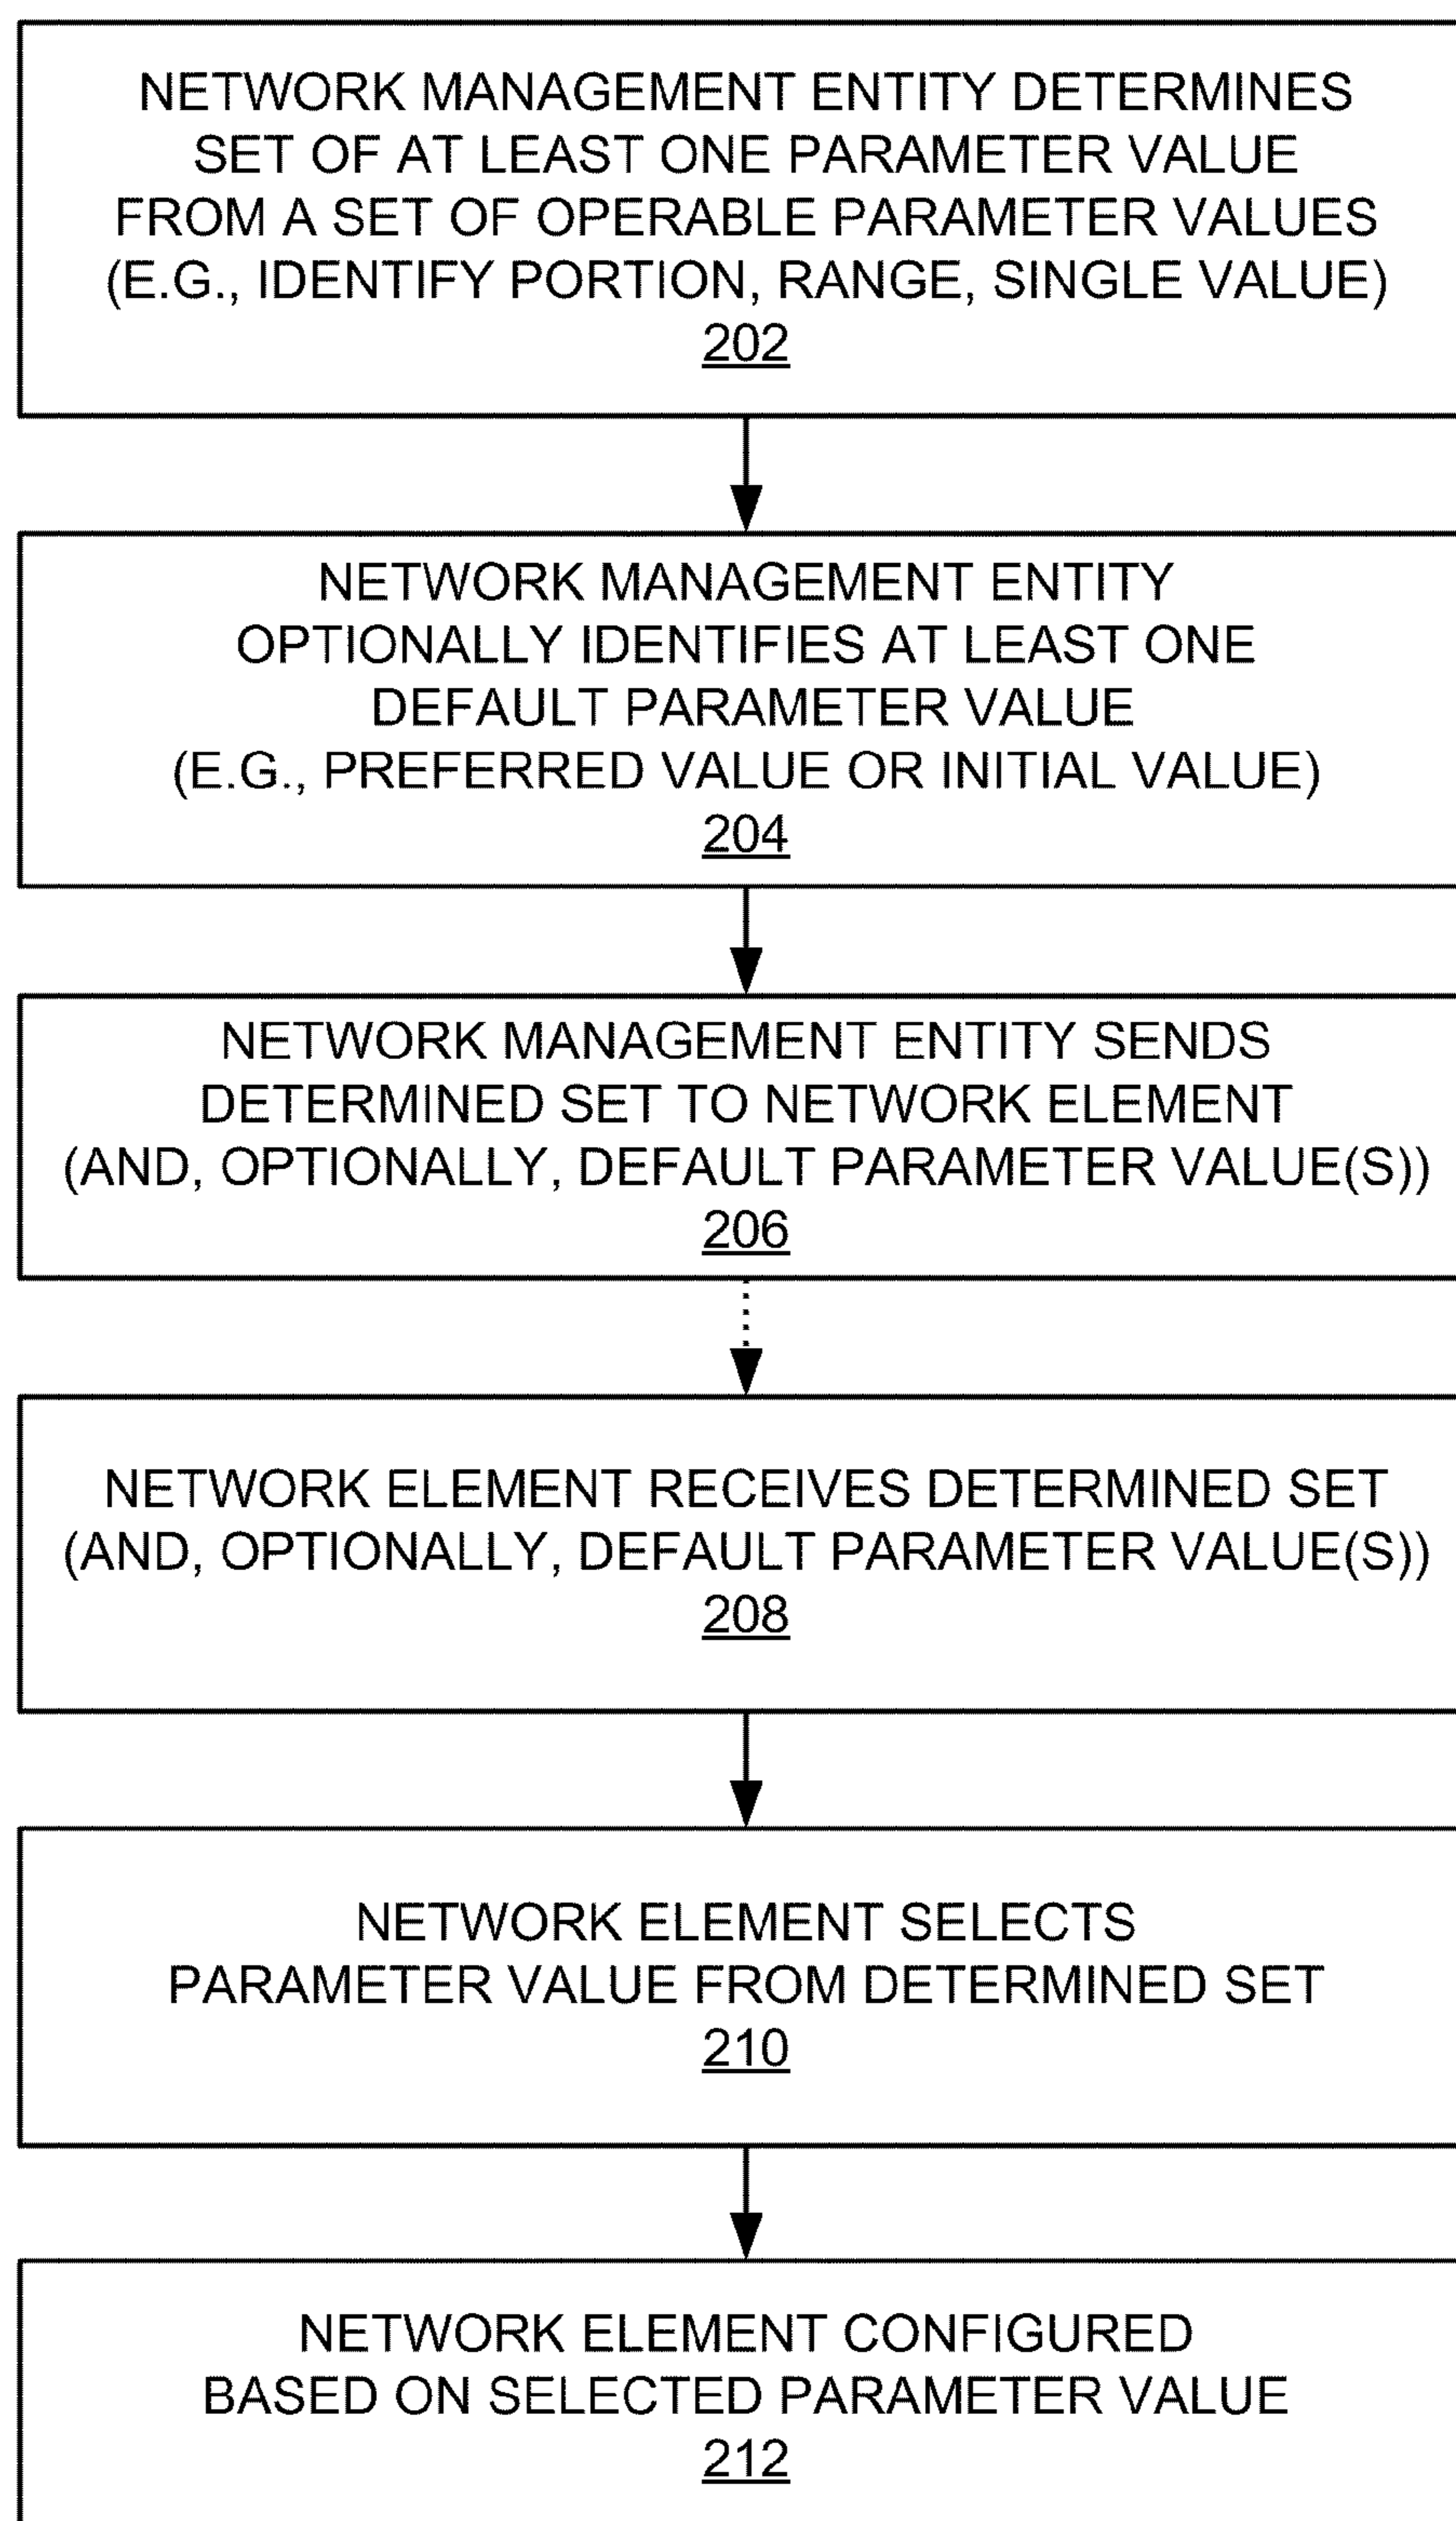 NETWORK MANAGEMENT ENTITY DETERMINES
SET OF AT LEAST ONE PARAMETER VALUE
FROM A SET OF OPERABLE PARAMETER VALUES
(E.G., IDENTIFY PORTION, RANGE, SINGLE VALUE)
202
NETWORK MANAGEMENT ENTITY
OPTIONALLY IDENTIFIES AT LEAST ONE
DEFAULT PARAMETER VALUE
(E.G., PREFERRED VALUE OR INITIAL VALUE)
204
NETWORK MANAGEMENT ENTITY SENDS
DETERMINED SET TO NETWORK ELEMENT
(AND, OPTIONALLY, DEFAULT PARAMETER VALUE(S))
206
NETWORK ELEMENT RECEIVES DETERMINED SET
(AND, OPTIONALLY, DEFAULT PARAMETER VALUE(S))
208
NETWORK ELEMENT SELECTS
PARAMETER VALUE FROM DETERMINED SET
210
NETWORK ELEMENT CONFIGURED
BASED ON SELECTED PARAMETER VALUE
212